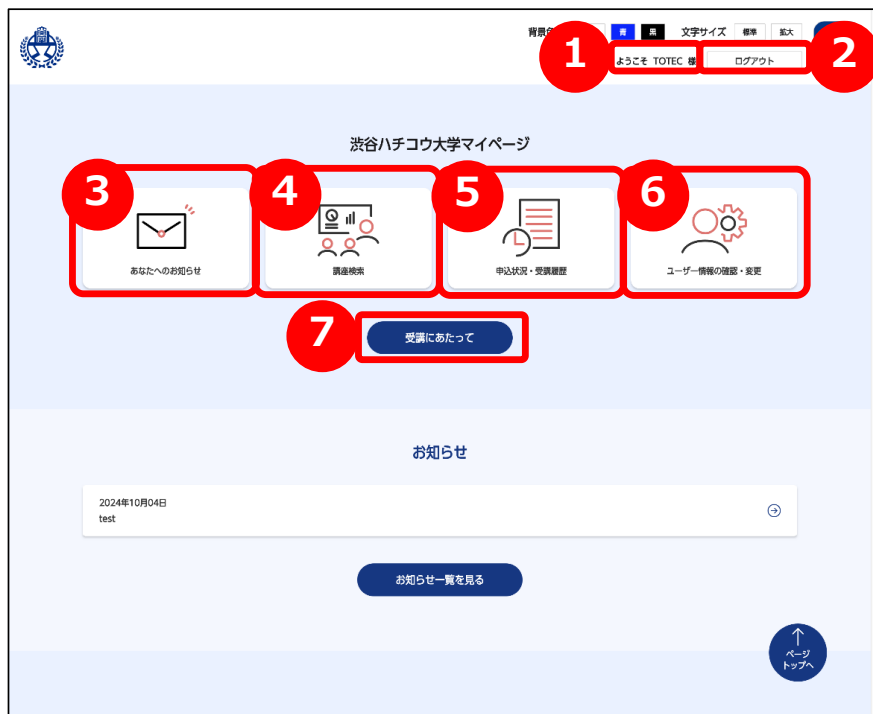 背景 青 黒 文字サイズ 標準 拡大
1 ようこそ TOTEC 様 ログアウト 2
渋谷ハチコウ大学マイページ
3 4 5 6
あなたへのお知らせ 講座検索 申込状況・受講履歴 ユーザー情報の確認・変更
7 受講にあたって
お知らせ
2024年10月04日
test
お知らせ一覧を見る
ページ
トップへ